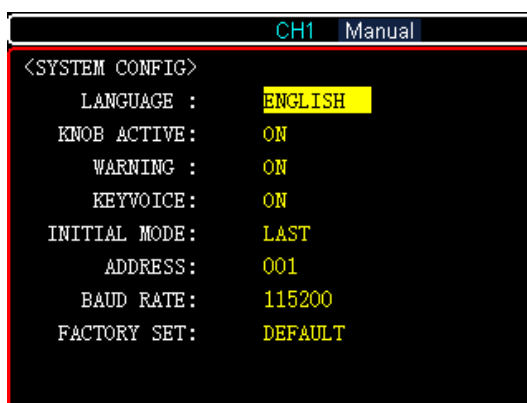 CH1 Manual
<SYSTEM CONFIG>
LANGUAGE : ENGLISH
KNOB ACTIVE: ON
WARNING : ON
KEYVOICE: ON
INITIAL MODE: LAST
ADDRESS: 001
BAUD RATE: 115200
FACTORY SET: DEFAULT